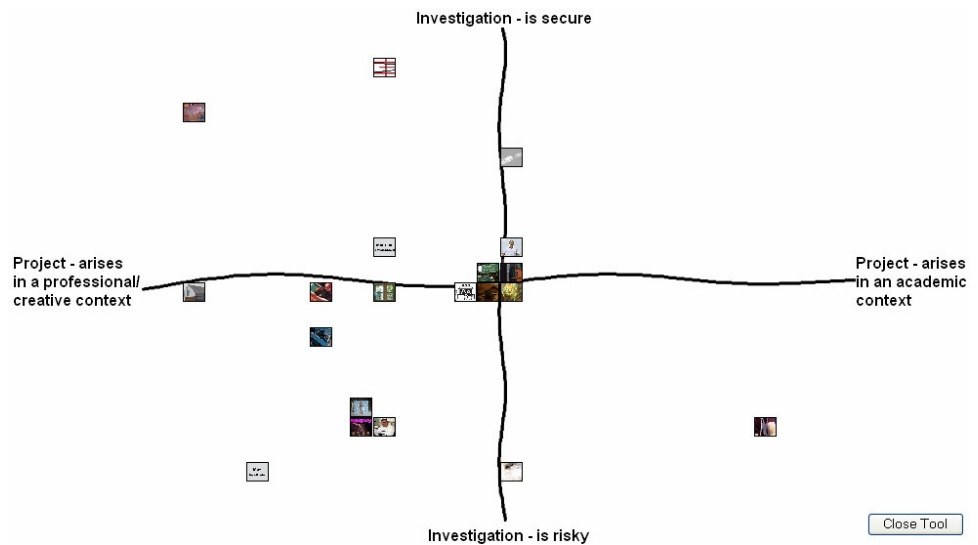 Investigation - is secure
Project - arises
in a professional/
creative context
Project - arises
in an academic
context
Investigation - is risky
Close Tool